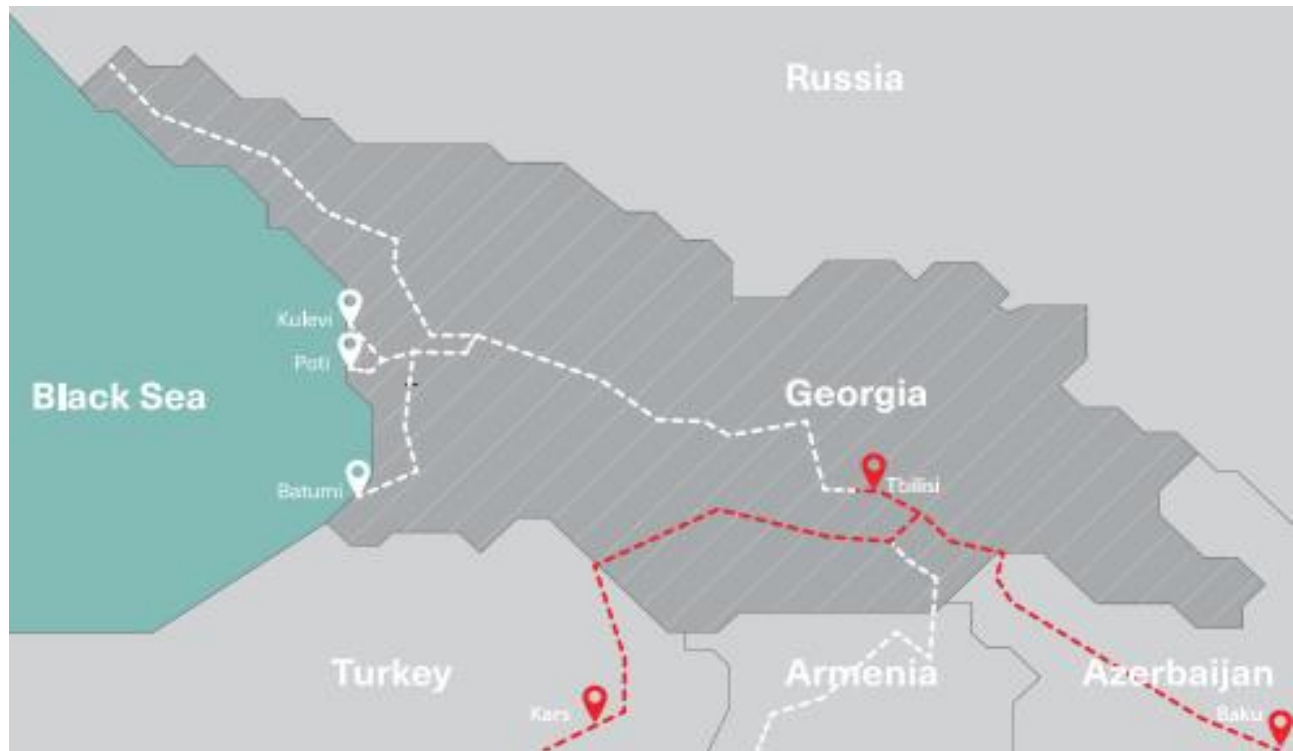 Russia
Kulevi
Poti
Black Sea
Georgia
Batumi
Tbilisi
Turkey
Armenia
Azerbaijan
Kars
Baku